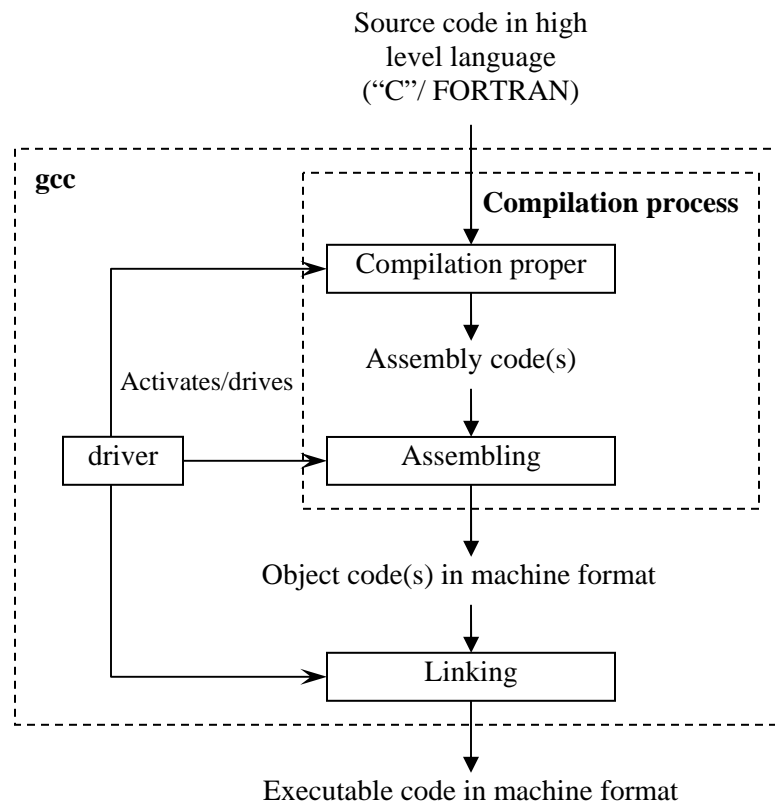 Source code in high
level language
(“C”/ FORTRAN)
gcc
Compilation process
Compilation proper
Assembly code(s)
Activates/drives
driver
Assembling
Object code(s) in machine format
Linking
Executable code in machine format